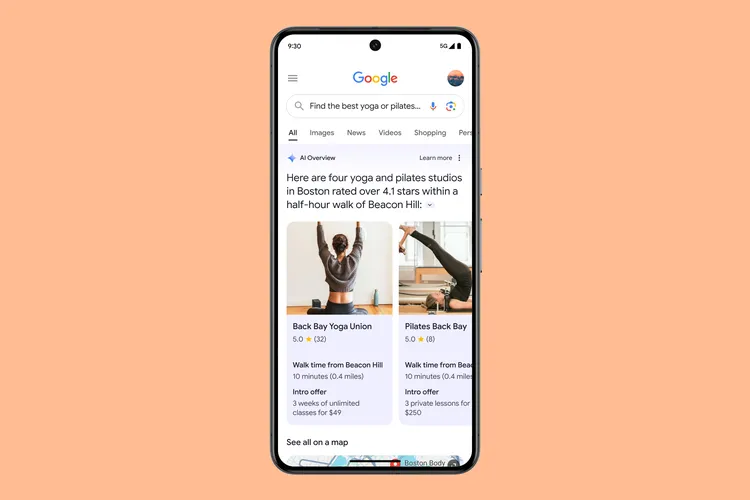 9:30
5G
Google
Find the best yoga or pilates...
All Images News Videos Shopping Pers
AI Overview
Learn more
Here are four yoga and pilates studios
in Boston rated over 4.1 stars within a
half-hour walk of Beacon Hill:
Back Bay Yoga Union
5.0 ★ (32)
Walk time from Beacon Hill
10 minutes (0.4 miles)
Intro offer
3 weeks of unlimited
classes for $49
Pilates Back Bay
5.0 ★ (8)
Walk time from Beac
10 minutes (0.4 miles
Intro offer
3 private lessons for
$250
See all on a map
Boston Body